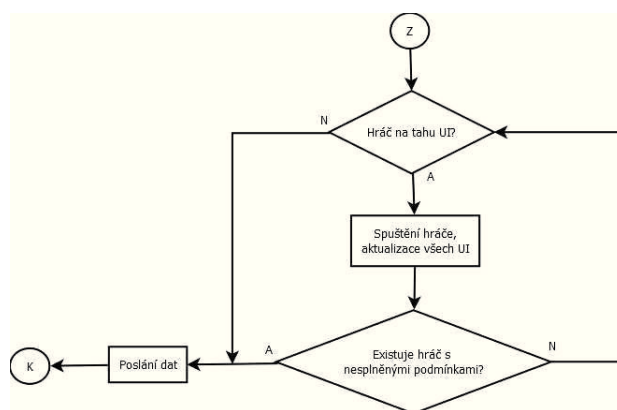 Z
N
Hráč na tahu UI?
A
Spuštění hráče,
aktualizace všech UI
A
Existuje hráč s
nesplněnými podmínkami?
N
Poslání dat
K